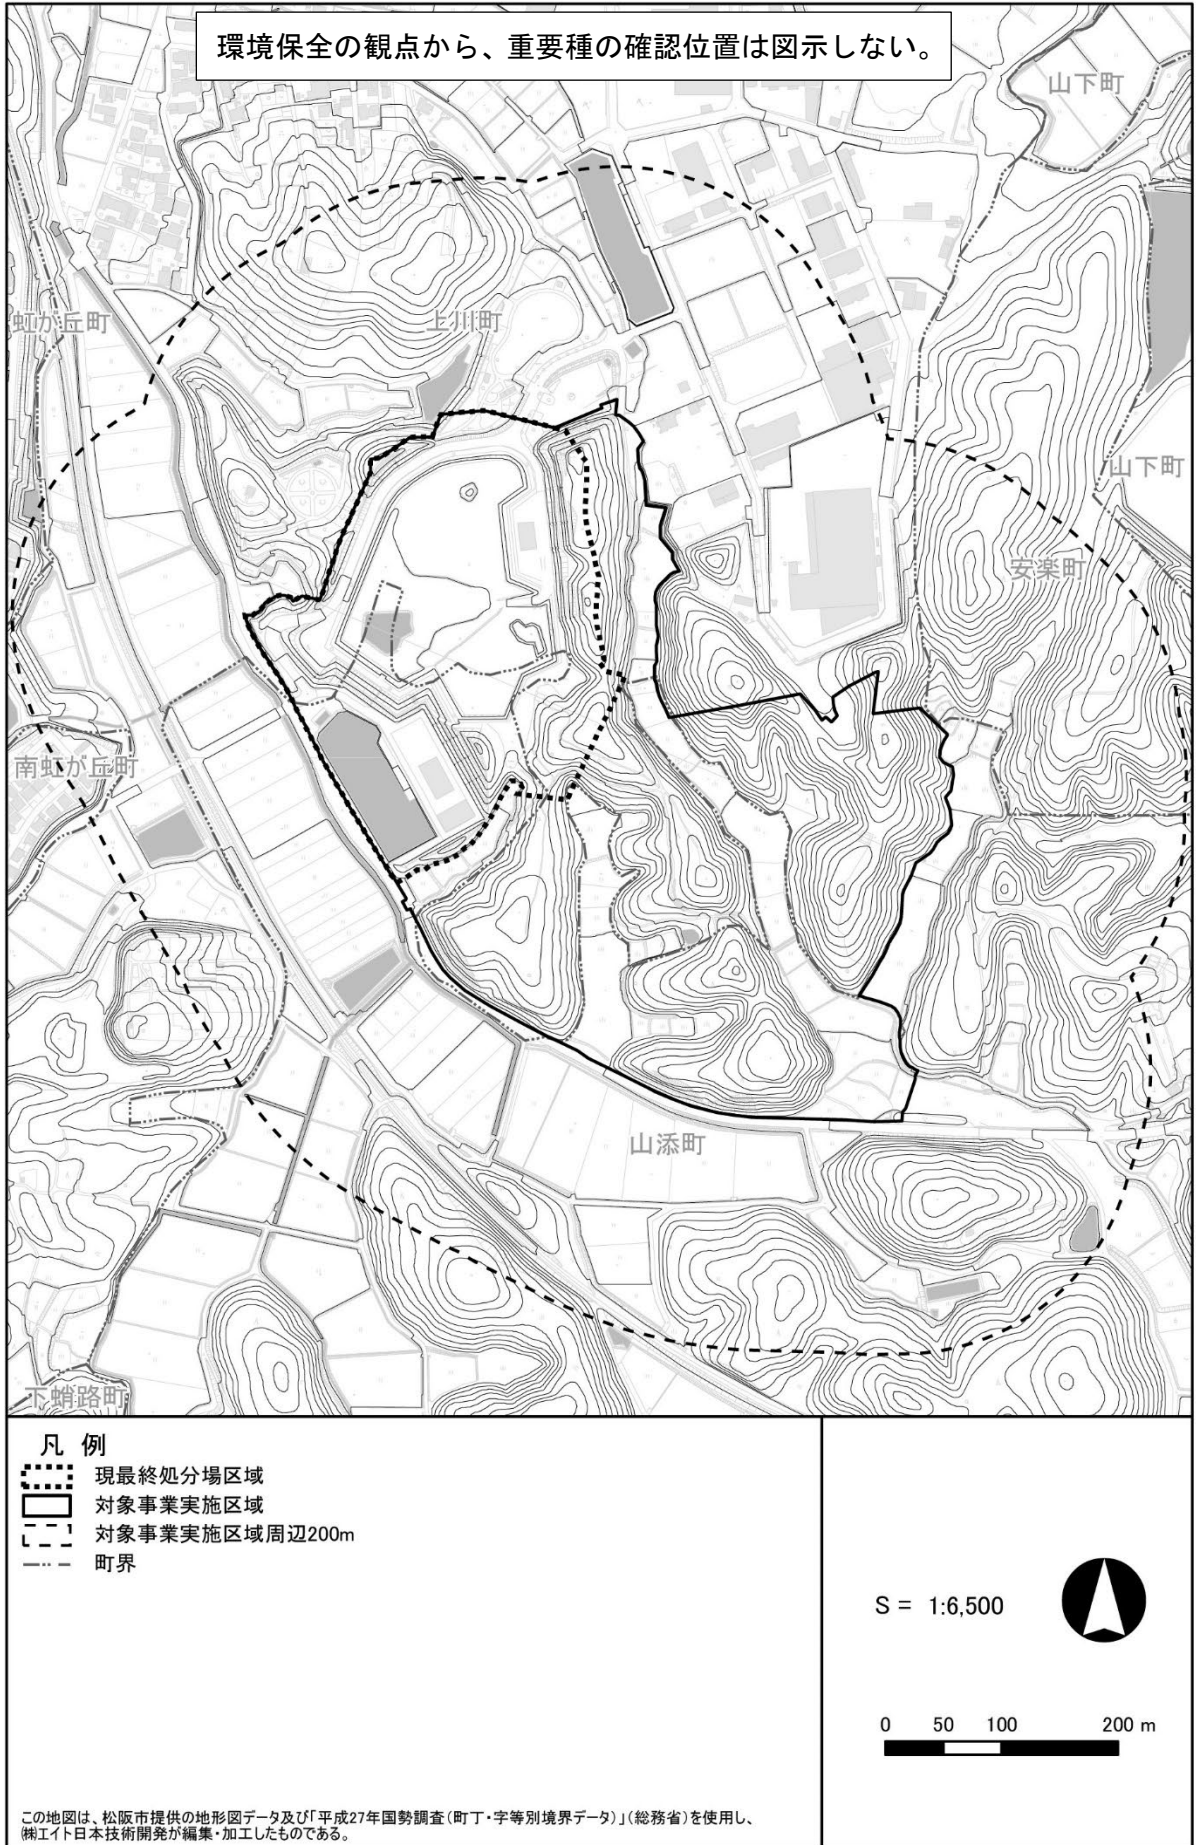 環境保全の観点から、重要種の確認位置は図示しない。
山下町
虹が丘町
上川町
山下町
安楽町
南虹が丘町
山添町
下蛸路町
凡 例
現最終処分場区域
対象事業実施区域
対象事業実施区域周辺200m
町界
S = 1:6,500
0 50 100 200 m
この地図は、松阪市提供の地形図データ及び「平成27年国勢調査(町丁・字等別境界データ)」(総務省)を使用し、
㈱エイト日本技術開発が編集・加工したものである。